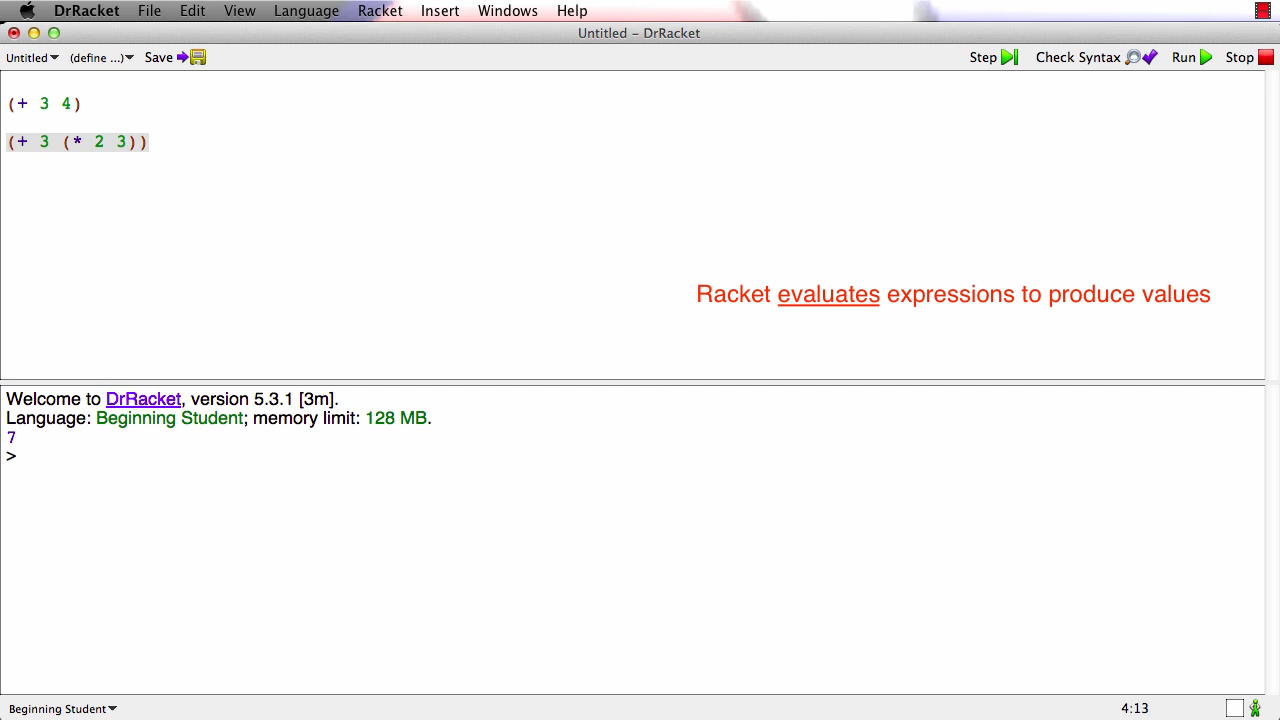 DrRacket File Edit View Language Racket Insert Windows Help
Untitled – DrRacket
Untitled (define ...) Save Step Check Syntax Run Stop
(+ 3 4)
(+ 3 (* 2 3))
Racket evaluates expressions to produce values
Welcome to DrRacket, version 5.3.1 [3m].
Language: Beginning Student; memory limit: 128 MB.
7
>
Beginning Student 4:13